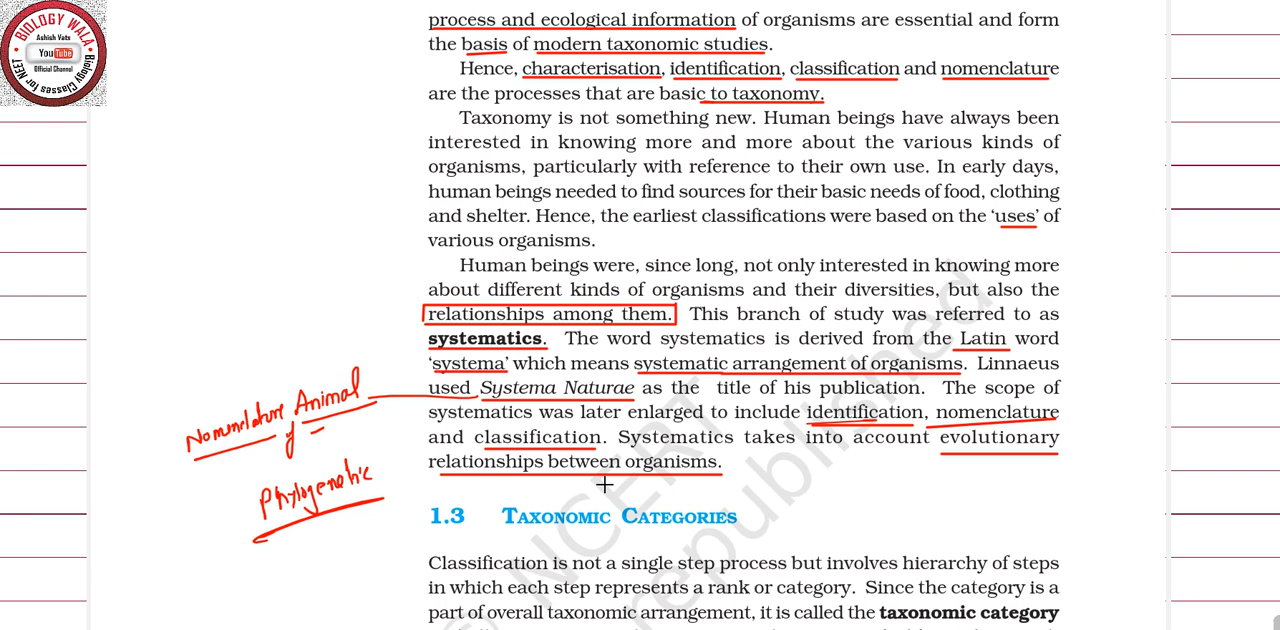 BIOLOGY WALA
Ashish Vats
YouTube
Official Channel
Biology Classes for NEET
process and ecological information of organisms are essential and form
the basis of modern taxonomic studies.
Hence, characterisation, identification, classification and nomenclature
are the processes that are basic to taxonomy.
Taxonomy is not something new. Human beings have always been
interested in knowing more and more about the various kinds of
organisms, particularly with reference to their own use. In early days,
human beings needed to find sources for their basic needs of food, clothing
and shelter. Hence, the earliest classifications were based on the ‘uses’ of
various organisms.
Human beings were, since long, not only interested in knowing more
about different kinds of organisms and their diversities, but also the
relationships among them. This branch of study was referred to as
systematics. The word systematics is derived from the Latin word
‘systema’ which means systematic arrangement of organisms. Linnaeus
used Systema Naturae as the title of his publication. The scope of
systematics was later enlarged to include identification, nomenclature
and classification. Systematics takes into account evolutionary
relationships between organisms.
Nomenclature of Animal
Phylogenetic
1.3 TAXONOMIC CATEGORIES
Classification is not a single step process but involves hierarchy of steps
in which each step represents a rank or category. Since the category is a
part of overall taxonomic arrangement, it is called the taxonomic category
© NCERT
republished